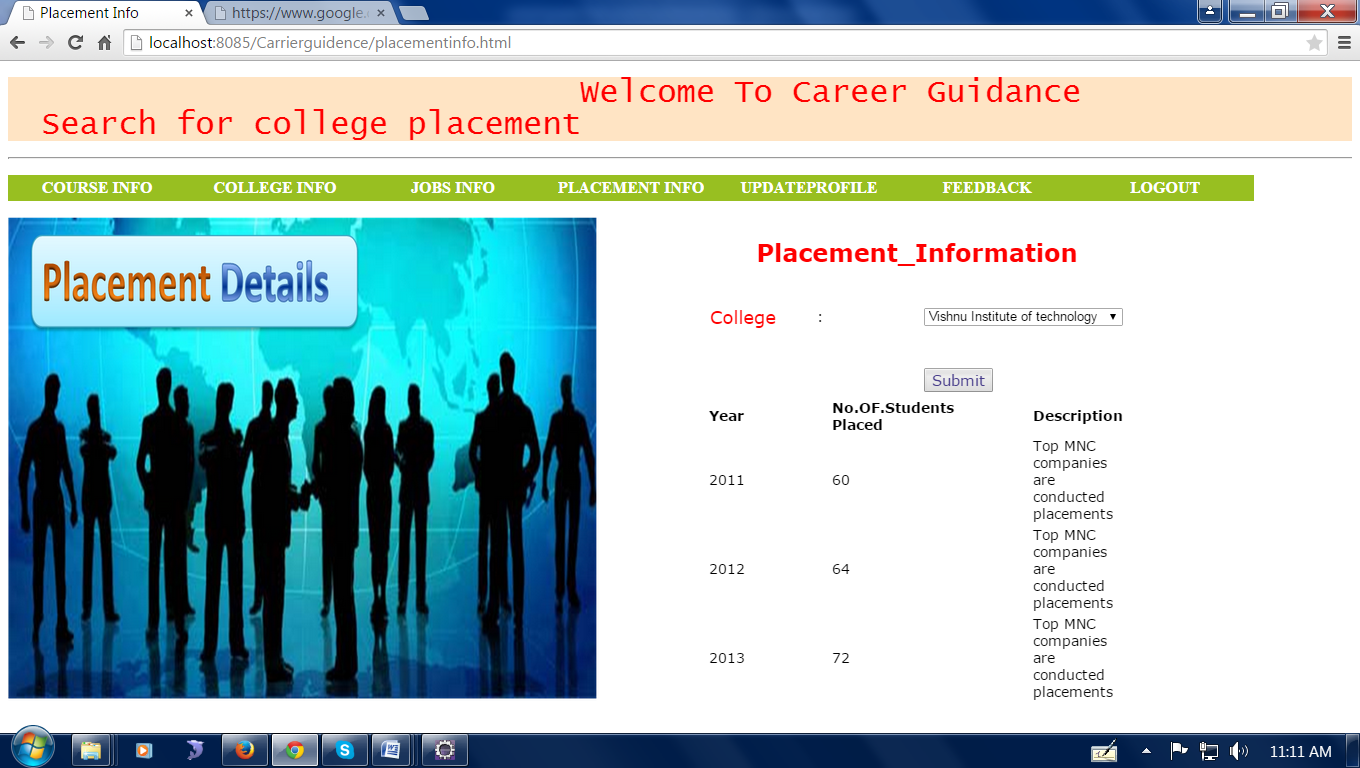 Placement Info
https://www.google.
localhost:8085/Carrierguidence/placementinfo.html
Welcome To Career Guidance
Search for college placement
COURSE INFO COLLEGE INFO JOBS INFO PLACEMENT INFO UPDATEPROFILE FEEDBACK LOGOUT
Placement Details
Placement_Information
College : Vishnu Institute of technology
Submit
Year No.OF.Students Placed Description
2011 60 Top MNC
companies
are
conducted
placements
2012 64 Top MNC
companies
are
conducted
placements
2013 72 Top MNC
companies
are
conducted
placements
11:11 AM